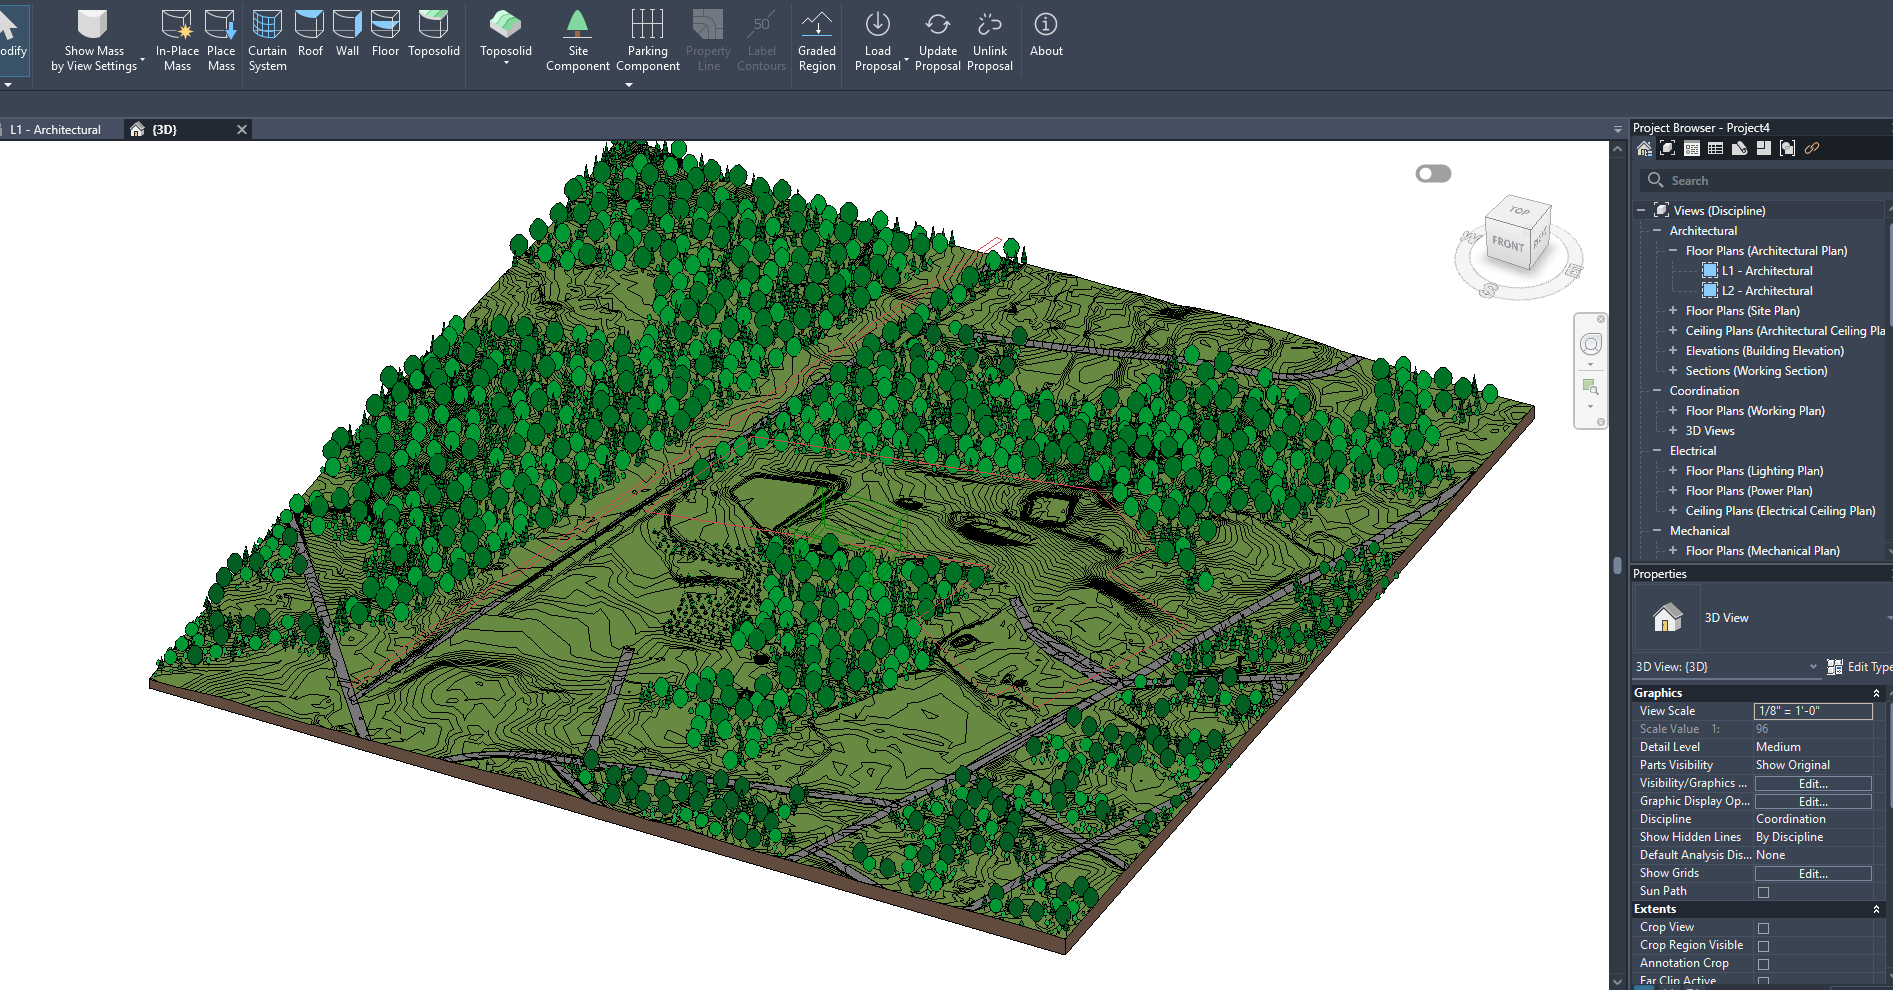 odify
Show Mass
by View Settings
In-Place
Mass
Place
Mass
Curtain
System
Roof
Wall
Floor
Toposolid
Toposolid
Site
Component
Parking
Component
Property
Line
.50
Label
Contours
Graded
Region
Load
Proposal
Update
Proposal
Unlink
Proposal
About
L1 - Architectural
{3D}
TOP
FRONT
RIGHT
W
S
E
Project Browser - Project4
Search
Views (Discipline)
Architectural
Floor Plans (Architectural Plan)
L1 - Architectural
L2 - Architectural
Floor Plans (Site Plan)
Ceiling Plans (Architectural Ceiling Pla
Elevations (Building Elevation)
Sections (Working Section)
Coordination
Floor Plans (Working Plan)
3D Views
Electrical
Floor Plans (Lighting Plan)
Floor Plans (Power Plan)
Ceiling Plans (Electrical Ceiling Plan)
Mechanical
Floor Plans (Mechanical Plan)
Properties
3D View
3D View: {3D}
Edit Type
Graphics
View Scale 1/8" = 1'-0"
Scale Value 1: 96
Detail Level Medium
Parts Visibility Show Original
Visibility/Graphics ... Edit...
Graphic Display Op... Edit...
Discipline Coordination
Show Hidden Lines By Discipline
Default Analysis Dis... None
Show Grids Edit...
Sun Path
Extents
Crop View
Crop Region Visible
Annotation Crop
Far Clip Active